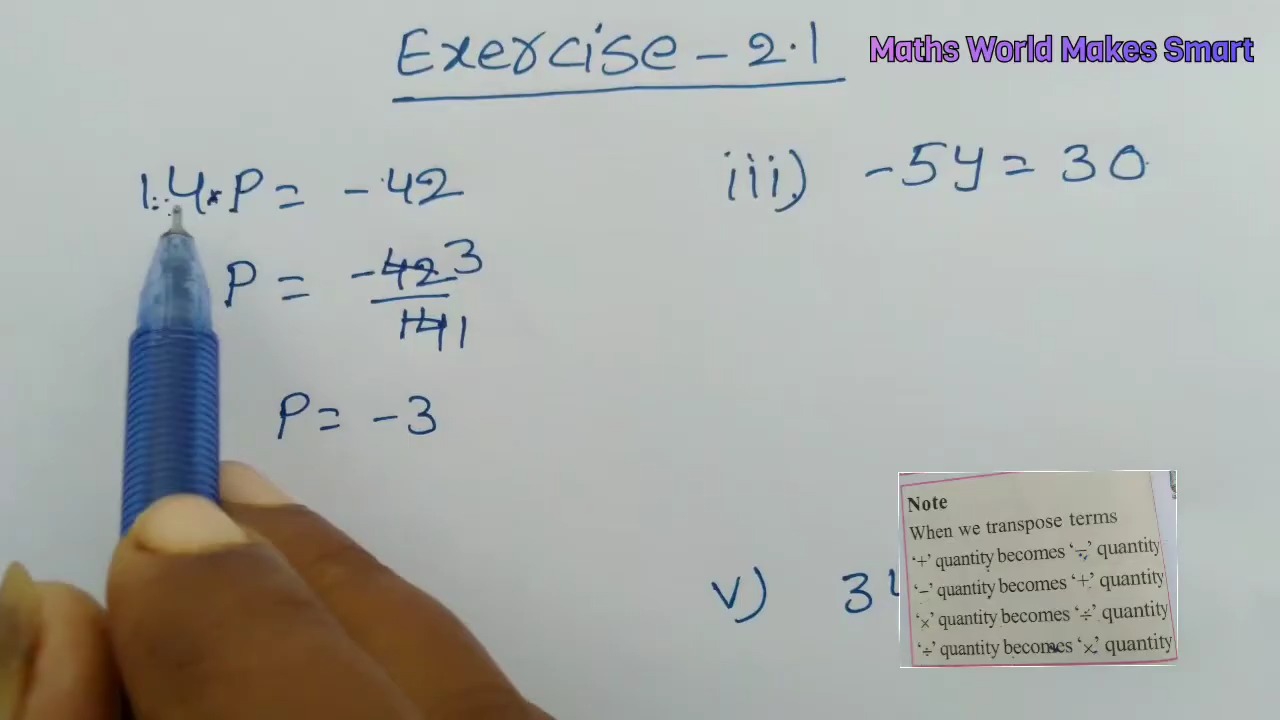 Exercise - 2.1
Maths World Makes Smart
14 × P = -42
P = -42 3
14 1
P = -3
iii) -5y = 30
v) 3
Note
When we transpose terms
'+' quantity becomes '–' quantity
'–' quantity becomes '+' quantity
'×' quantity becomes '÷' quantity
'÷' quantity becomes '×' quantity